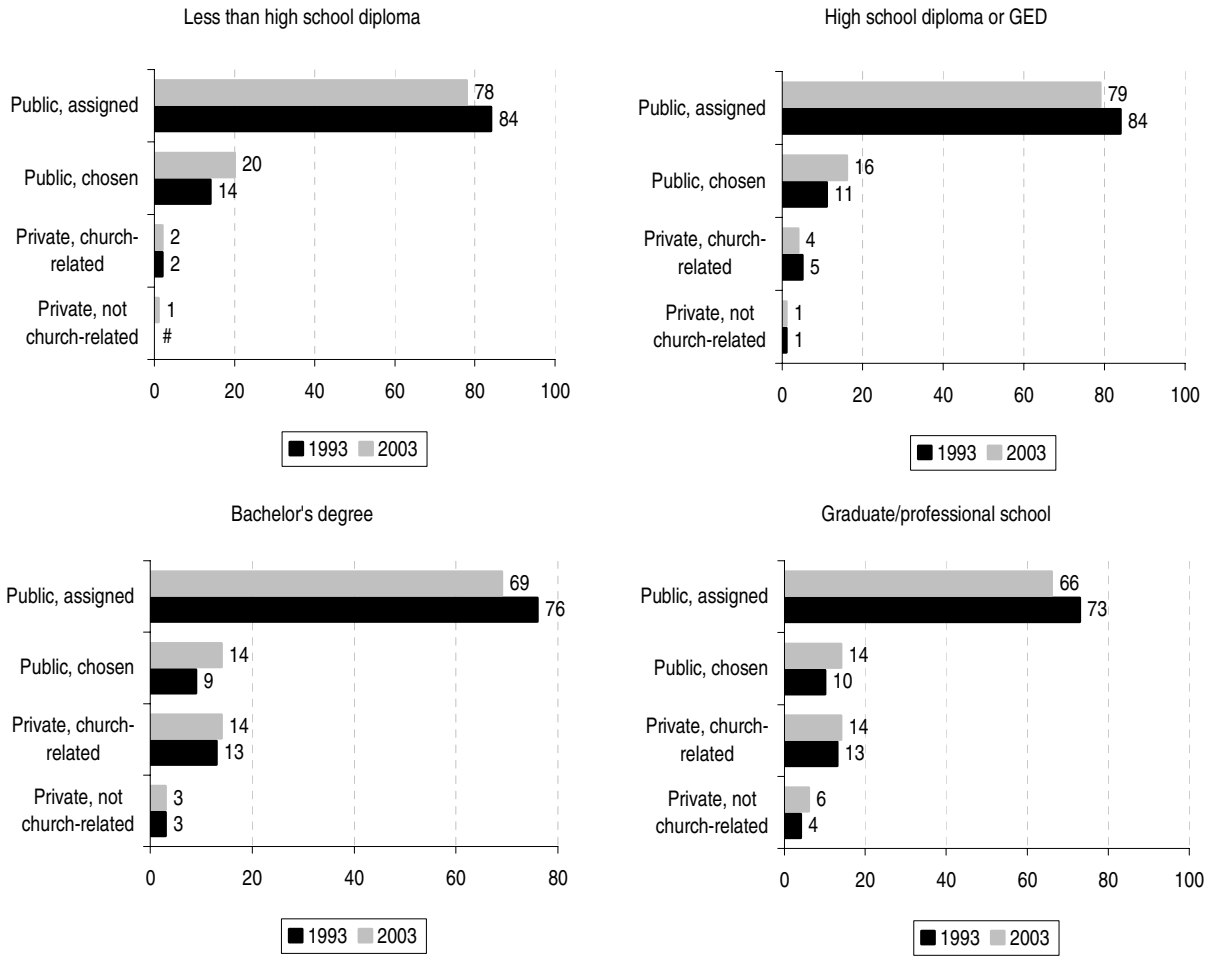 Less than high school diploma
Public, assigned
78
84
Public, chosen
20
14
Private, church-
related
2
2
Private, not
church-related
1
#
0 20 40 60 80 100
1993 2003
High school diploma or GED
Public, assigned
79
84
Public, chosen
16
11
Private, church-
related
4
5
Private, not
church-related
1
1
0 20 40 60 80 100
1993 2003
Bachelor's degree
Public, assigned
69
76
Public, chosen
14
9
Private, church-
related
14
13
Private, not
church-related
3
3
0 20 40 60 80
1993 2003
Graduate/professional school
Public, assigned
66
73
Public, chosen
14
10
Private, church-
related
14
13
Private, not
church-related
6
4
0 20 40 60 80 100
1993 2003